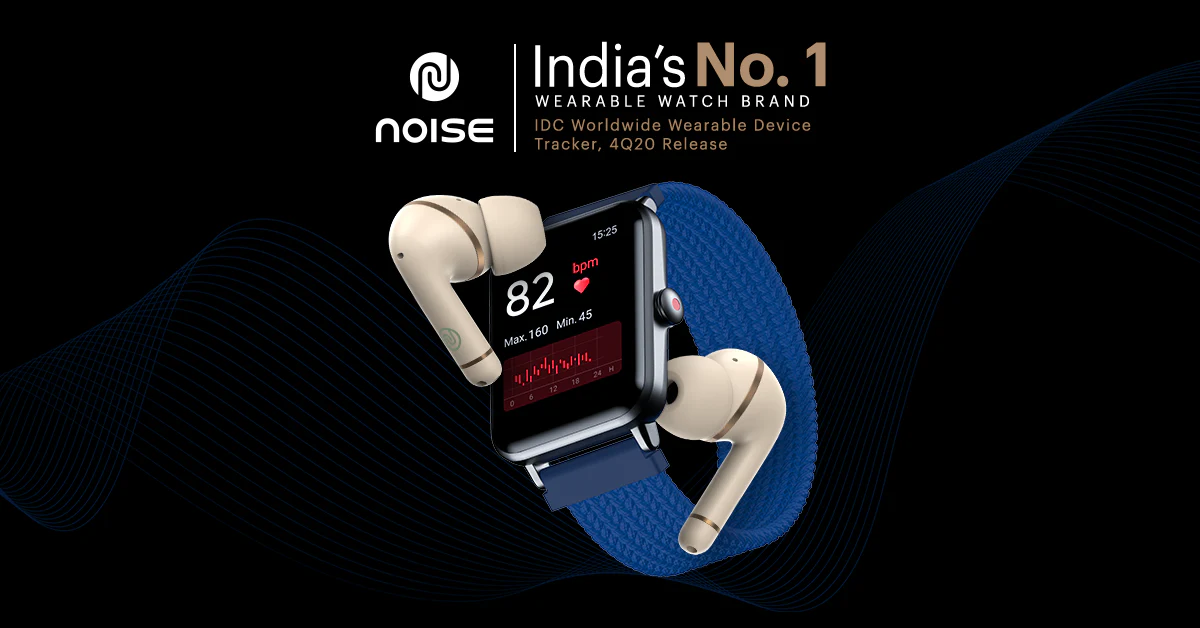 noise
India's No. 1
WEARABLE WATCH BRAND
IDC Worldwide Wearable Device
Tracker, 4Q20 Release
15:25
82 bpm
Max. 160 Min. 45
0 6 12 18 24 H